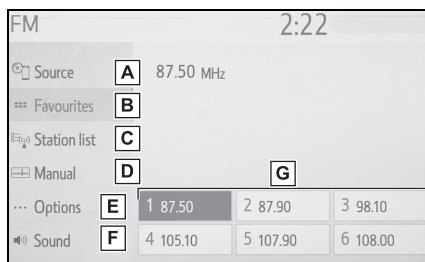 FM 2:22
Source A 87.50 MHz
Favourites B
Station list C
Manual D G
Options E 1 87.50 2 87.90 3 98.10
Sound F 4 105.10 5 107.90 6 108.00